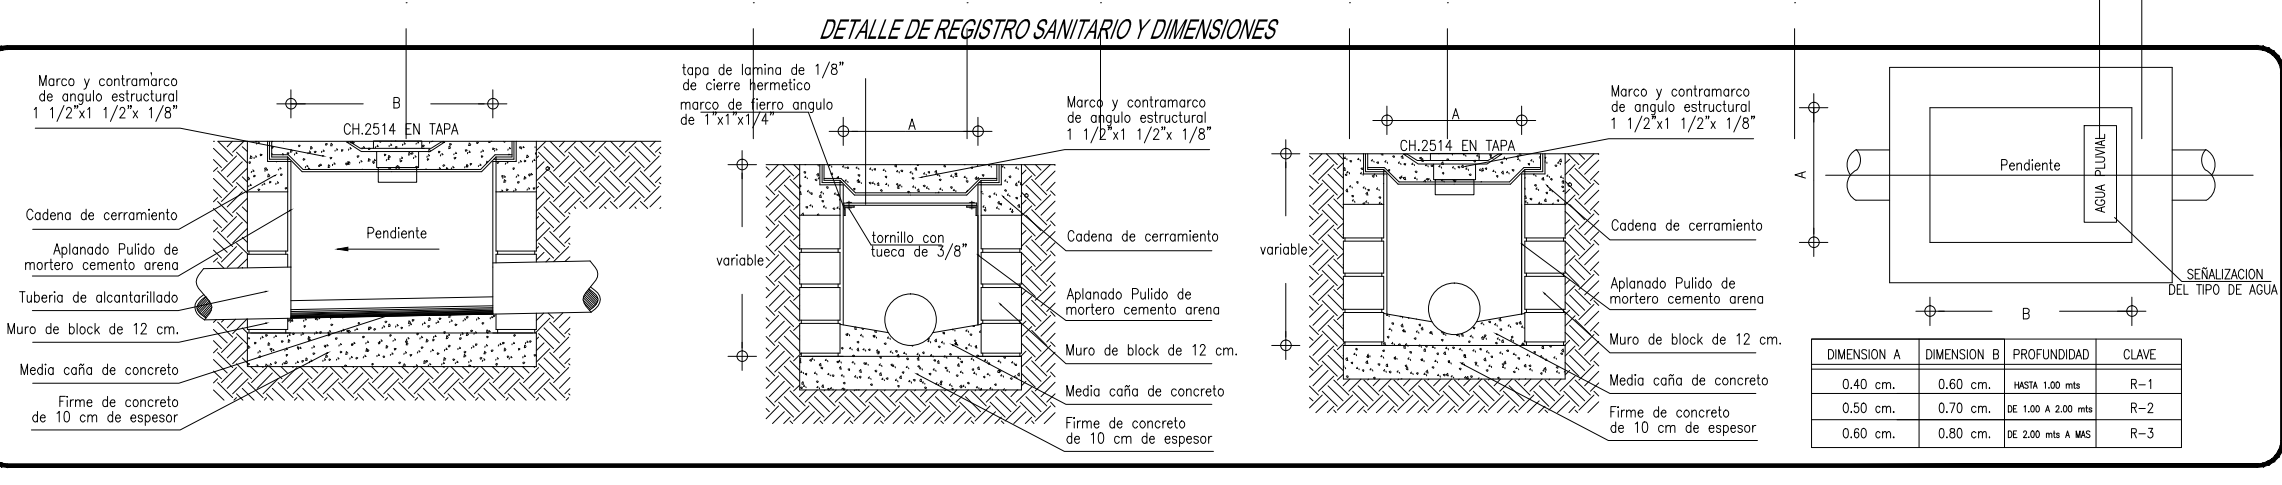 DETALLE DE REGISTRO SANITARIO Y DIMENSIONES
Marco y contramarco
de angulo estructural
1 1/2"x1 1/2"x 1/8"
B
CH.2514 EN TAPA
Cadena de cerramiento
Aplanado Pulido de
mortero cemento arena
Pendiente
Tuberia de alcantarillado
Muro de block de 12 cm.
Media caña de concreto
Firme de concreto
de 10 cm de espesor
tapa de lamina de 1/8"
de cierre hermetico
marco de fierro angulo
de 1"x1"x1/4"
A
Marco y contramarco
de angulo estructural
1 1/2"x1 1/2"x 1/8"
variable
tornillo con
tueca de 3/8"
Cadena de cerramiento
Aplanado Pulido de
mortero cemento arena
Muro de block de 12 cm.
Media caña de concreto
Firme de concreto
de 10 cm de espesor
A
CH.2514 EN TAPA
Marco y contramarco
de angulo estructural
1 1/2"x1 1/2"x 1/8"
variable
Cadena de cerramiento
Aplanado Pulido de
mortero cemento arena
Muro de block de 12 cm.
Media caña de concreto
Firme de concreto
de 10 cm de espesor
A
Pendiente
AGUA PLUVIAL
SEÑALIZACION
DEL TIPO DE AGUA
B
DIMENSION A DIMENSION B PROFUNDIDAD CLAVE
0.40 cm. 0.60 cm. HASTA 1.00 mts R-1
0.50 cm. 0.70 cm. DE 1.00 A 2.00 mts R-2
0.60 cm. 0.80 cm. DE 2.00 mts A MAS R-3